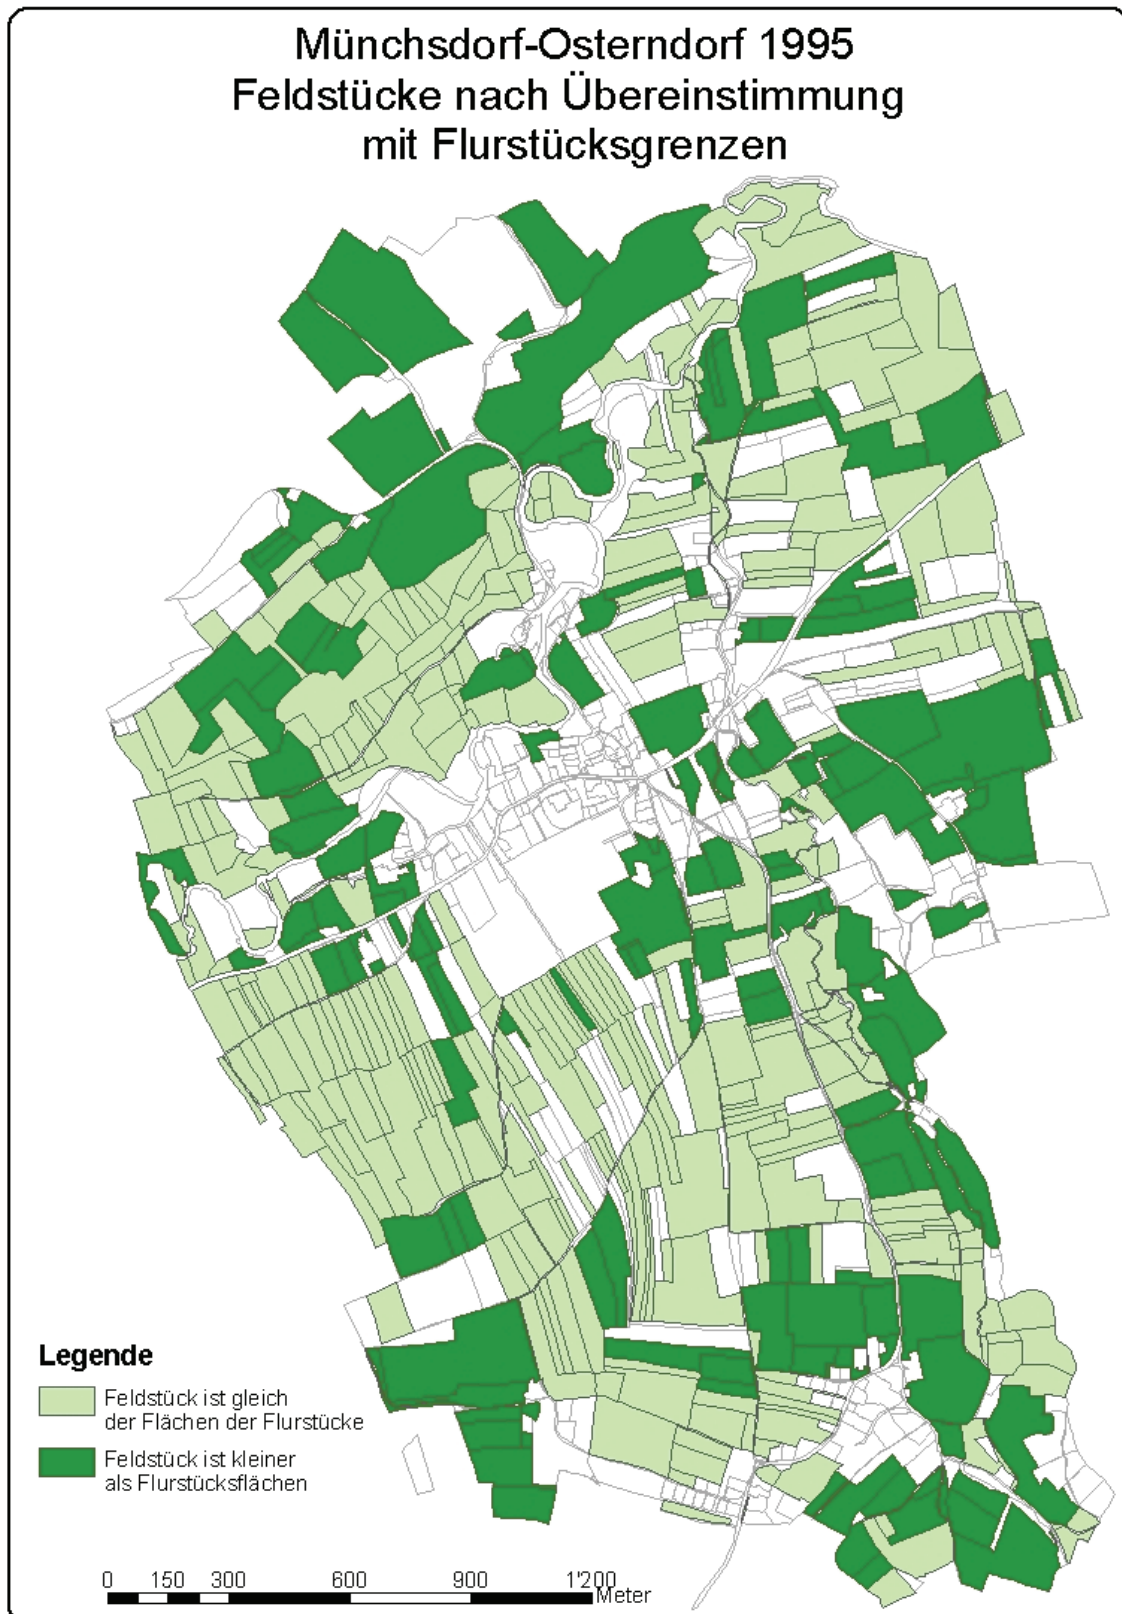 Münchsdorf-Osterndorf 1995
Feldstücke nach Übereinstimmung
mit Flurstücksgrenzen
Legende
Feldstück ist gleich
der Flächen der Flurstücke
Feldstück ist kleiner
als Flurstücksflächen
0 150 300 600 900 1'200
Meter